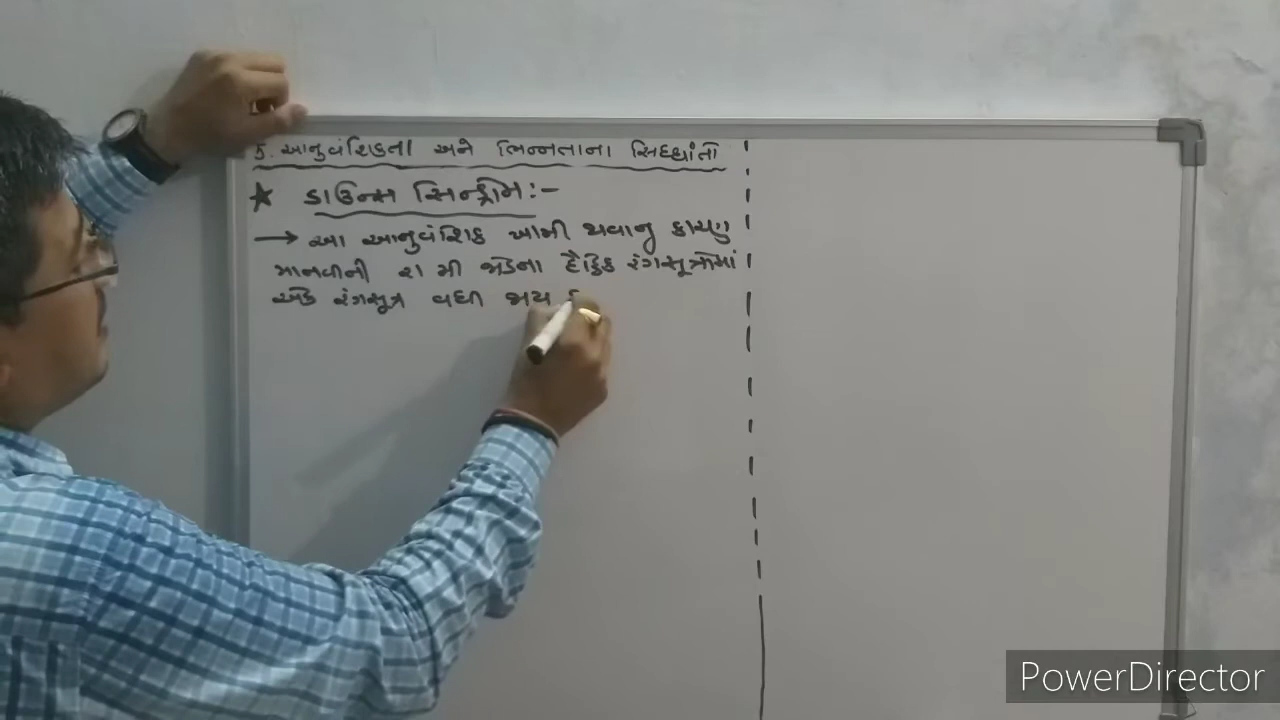 5. આનુવંશિકતા અને ભિન્નતાના સિદ્ધાંતો
★ ડાઉન્સ સિન્ડ્રોમ:-
→ આ આનુવંશિક ખામી થવાનુ કારણ
માનવીની ૨૧ મી જોડના દૈહિક રંગસૂત્રોમાં
એક રંગસૂત્ર વધી જાય
PowerDirector